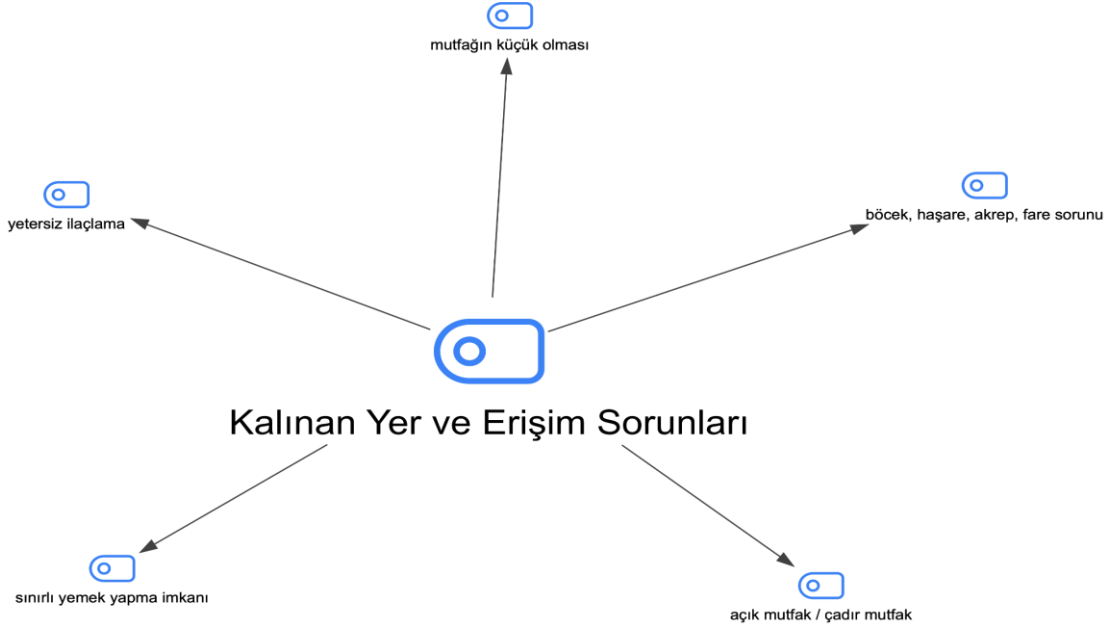 mutfağın küçük olması
böcek, haşare, akrep, fare sorunu
yetersiz ilaçlama
Kalınan Yer ve Erişim Sorunları
sınırlı yemek yapma imkanı
açık mutfak / çadır mutfak